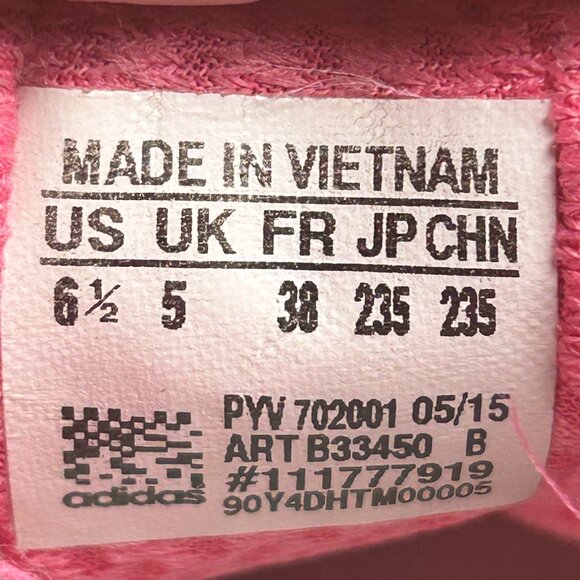 MADE IN VIETNAM
US UK FR JP CHN
6½ 5 38 235 235
PYV 702001 05/15
ART B33450 B
#111777919
90Y4DHTM00005
adidas